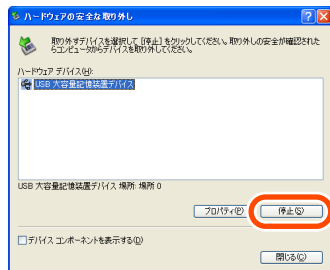 ハードウェアの安全な取り外し
取り外すデバイスを選択して [停止] をクリックしてください。取り外しの安全が確認された
らコンピュータからデバイスを取り外してください。
ハードウェア デバイス(H):
USB 大容量記憶装置デバイス
USB 大容量記憶装置デバイス 場所: 場所 0
プロパティ(P)
停止(S)
デバイス コンポーネントを表示する(D)
閉じる(C)